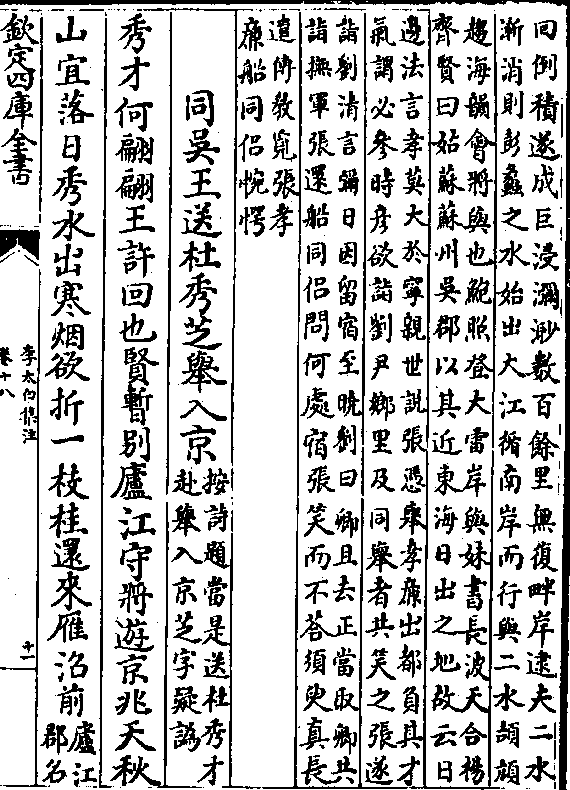 回倒積遂成巨浸瀰渺數百餘里無復畔岸逮夫二水
漸消則彭蠡之水始出大江循南岸而行與二水頡頏
趨海韻會將與也鮑照登大雷岸與妹書長波天合楊
齊賢曰姑蘇蘇州吳郡以其近東海日出之地故云日
邊法言孝莫大於寧親世說張憑舉孝廉出都負其才
氣謂必參時彦欲詣劉尹鄉里及同舉者共笑之張遂
詣劉清言彌日因留宿至曉劉曰卿且去正當取卿共
詣撫軍張還船同侶問何處宿張笑而不答須臾真長
遣傳教覓張孝
廉船同侶惋愕
同吳王送杜秀芝舉入京
按詩題當是送杜秀才
赴舉入京芝字疑譌
秀才何翩翩王許回也賢暫別廬江守將遊京兆天秋
山宜落日秀水出寒烟欲折一枝桂還來雁沼前
廬江
郡名
欽定四庫全書
李太白集注
卷十八
十一